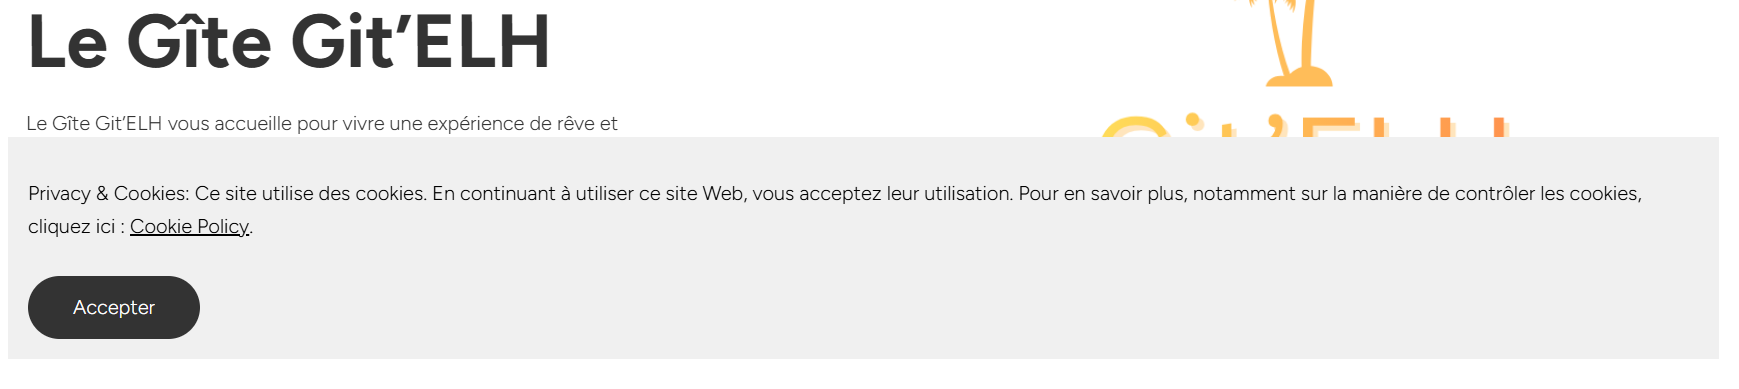 Le Gîte Git’ELH
Le Gîte Git’ELH vous accueille pour vivre une expérience de rêve et
Git’ELH
Privacy & Cookies: Ce site utilise des cookies. En continuant à utiliser ce site Web, vous acceptez leur utilisation. Pour en savoir plus, notamment sur la manière de contrôler les cookies,
cliquez ici : Cookie Policy.
Accepter